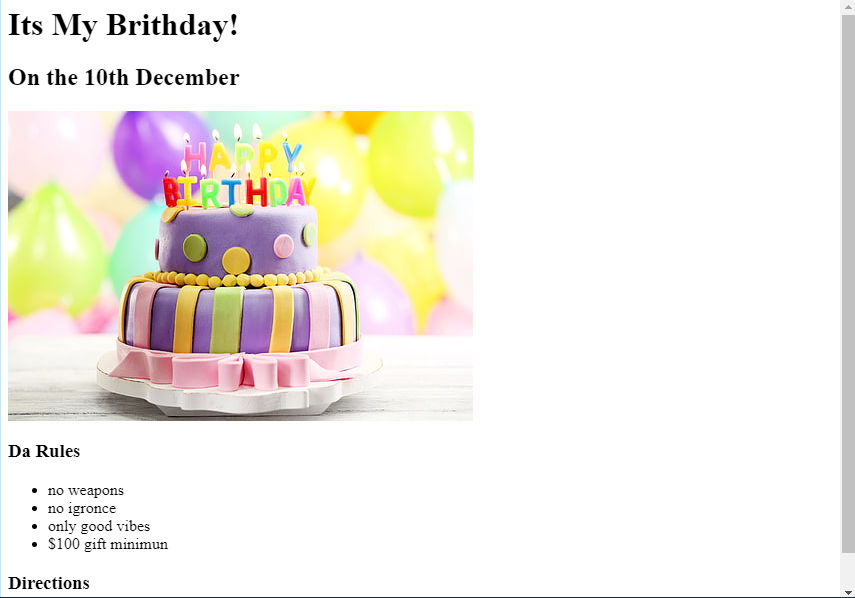 Its My Brithday!
On the 10th December
HAPPY
BIRTHDAY
Da Rules
no weapons
no igronce
only good vibes
$100 gift minimun
Directions